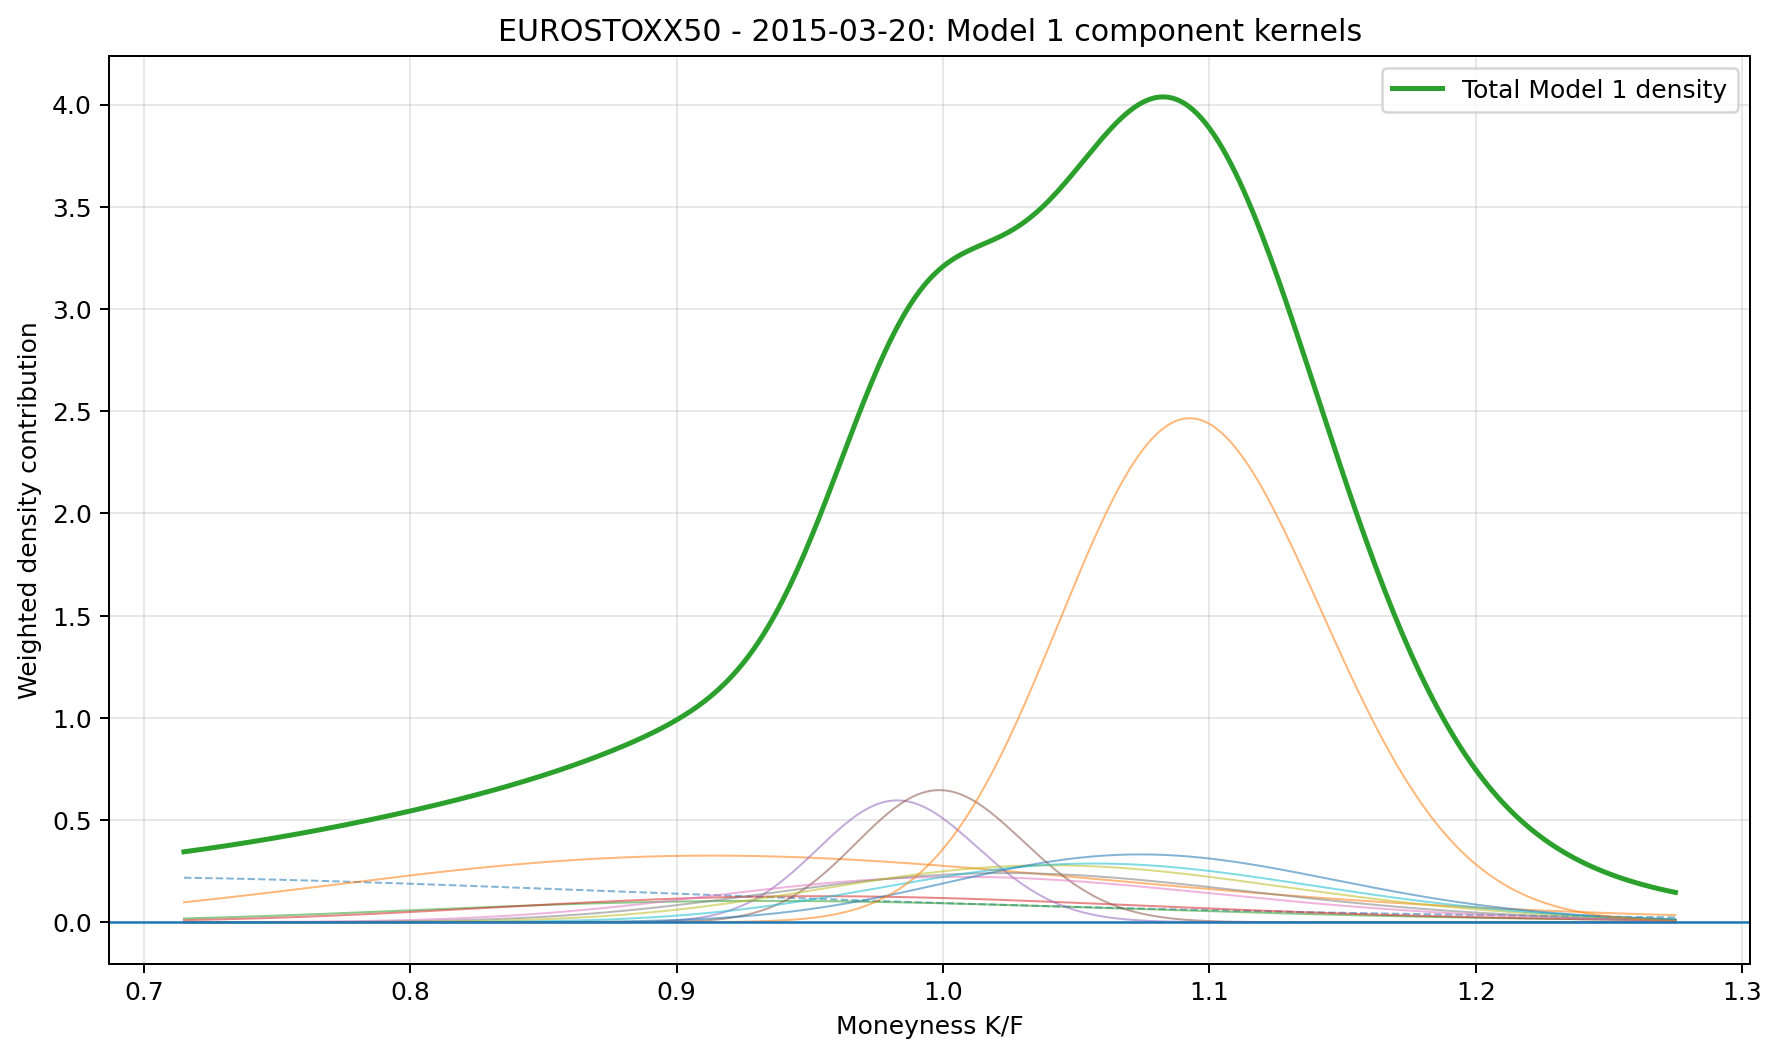 EUROSTOXX50 - 2015-03-20: Model 1 component kernels
Total Model 1 density
Weighted density contribution
4.0
3.5
3.0
2.5
2.0
1.5
1.0
0.5
0.0
0.7 0.8 0.9 1.0 1.1 1.2 1.3
Moneyness K/F